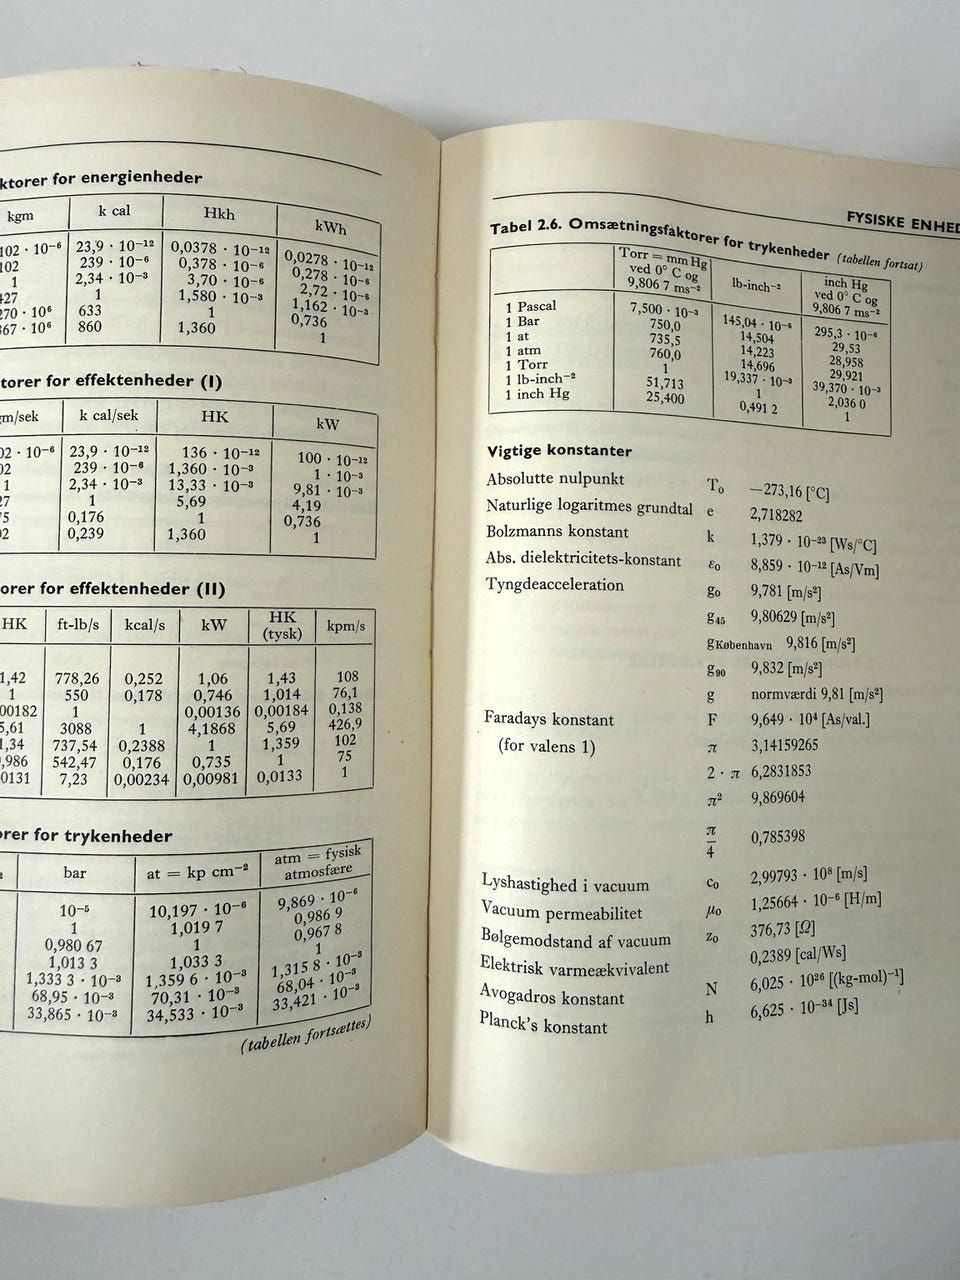 ktorer for energienheder
kgm k cal Hkh kWh
102 · 10⁻⁶ 23,9 · 10⁻¹² 0,0378 · 10⁻¹² 0,0278 · 10⁻¹²
102 239 · 10⁻⁶ 0,378 · 10⁻⁶ 0,278 · 10⁻⁶
1 2,34 · 10⁻³ 3,70 · 10⁻⁶ 2,72 · 10⁻⁶
427 1 1,580 · 10⁻³ 1,162 · 10⁻³
270 · 10⁶ 633 1 0,736
367 · 10⁶ 860 1,360 1
torer for effektenheder (I)
gm/sek k cal/sek HK kW
02 · 10⁻⁶ 23,9 · 10⁻¹² 136 · 10⁻¹² 100 · 10⁻¹²
02 239 · 10⁻⁶ 1,360 · 10⁻³ 1 · 10⁻³
1 2,34 · 10⁻³ 13,33 · 10⁻³ 9,81 · 10⁻³
27 1 5,69 4,19
75 0,176 1 0,736
02 0,239 1,360 1
orer for effektenheder (II)
HK ft-lb/s kcal/s kW HK (tysk) kpm/s
1,42 778,26 0,252 1,06 1,43 108
1 550 0,178 0,746 1,014 76,1
00182 1 0,00136 0,00184 0,138
5,61 3088 1 4,1868 5,69 426,9
1,34 737,54 0,2388 1 1,359 102
,986 542,47 0,176 0,735 1 75
0131 7,23 0,00234 0,00981 0,0133 1
orer for trykenheder
bar at = kp cm⁻² atm = fysisk
atmosfære
10⁻⁵ 10,197 · 10⁻⁶ 9,869 · 10⁻⁶
1 1,019 7 0,986 9
0,980 67 1 0,967 8
1,013 3 1,033 3 1
1,333 3 · 10⁻³ 1,359 6 · 10⁻³ 1,315 8 · 10⁻³
68,95 · 10⁻³ 70,31 · 10⁻³ 68,04 · 10⁻³
33,865 · 10⁻³ 34,533 · 10⁻³ 33,421 · 10⁻³
(tabellen fortsættes)
FYSISKE ENHED
Tabel 2.6. Omsætningsfaktorer for trykenheder (tabellen fortsat)
Torr = mm Hg
ved 0° C og
9,806 7 ms⁻²
lb-inch⁻²
inch Hg
ved 0° C og
9,806 7 ms⁻²
1 Pascal 7,500 · 10⁻³ 145,04 · 10⁻⁶ 295,3 · 10⁻⁶
1 Bar 750,0 14,504 29,53
1 at 735,5 14,223 28,958
1 atm 760,0 14,696 29,921
1 Torr 1 19,337 · 10⁻³ 39,370 · 10⁻³
1 lb-inch⁻² 51,713 1 2,036 0
1 inch Hg 25,400 0,491 2 1
Vigtige konstanter
Absolutte nulpunkt T₀ —273,16 [°C]
Naturlige logaritmes grundtal e 2,718282
Bolzmanns konstant k 1,379 · 10⁻²³ [Ws/°C]
Abs. dielektricitets-konstant ε₀ 8,859 · 10⁻¹² [As/Vm]
Tyngdeacceleration g₀ 9,781 [m/s²]
g₄₅ 9,80629 [m/s²]
gKøbenhavn 9,816 [m/s²]
g₉₀ 9,832 [m/s²]
g normværdi 9,81 [m/s²]
Faradays konstant F 9,649 · 10⁴ [As/val.]
(for valens 1) π 3,14159265
2 · π 6,2831853
π² 9,869604
π/4 0,785398
Lyshastighed i vacuum c₀ 2,99793 · 10⁸ [m/s]
Vacuum permeabilitet μ₀ 1,25664 · 10⁻⁶ [H/m]
Bølgemodstand af vacuum z₀ 376,73 [Ω]
Elektrisk varmeækvivalent 0,2389 [cal/Ws]
Avogadros konstant N 6,025 · 10²⁶ [(kg-mol)⁻¹]
Planck's konstant h 6,625 · 10⁻³⁴ [Js]